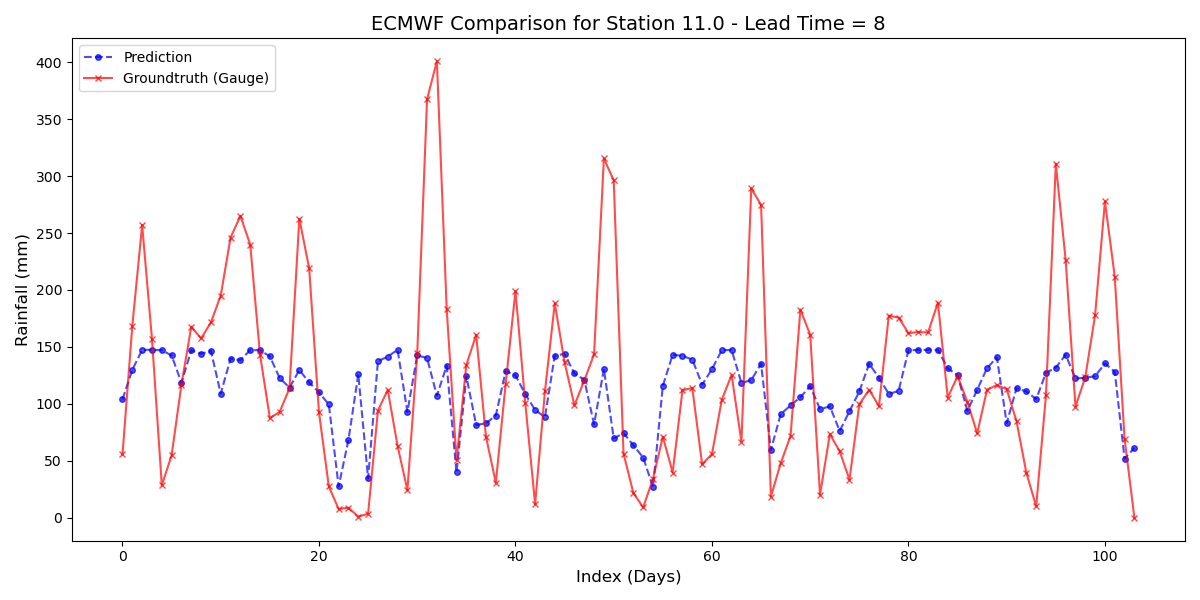 ECMWF Comparison for Station 11.0 - Lead Time = 8
Prediction
Groundtruth (Gauge)
Rainfall (mm)
400
350
300
250
200
150
100
50
0
0 20 40 60 80 100
Index (Days)